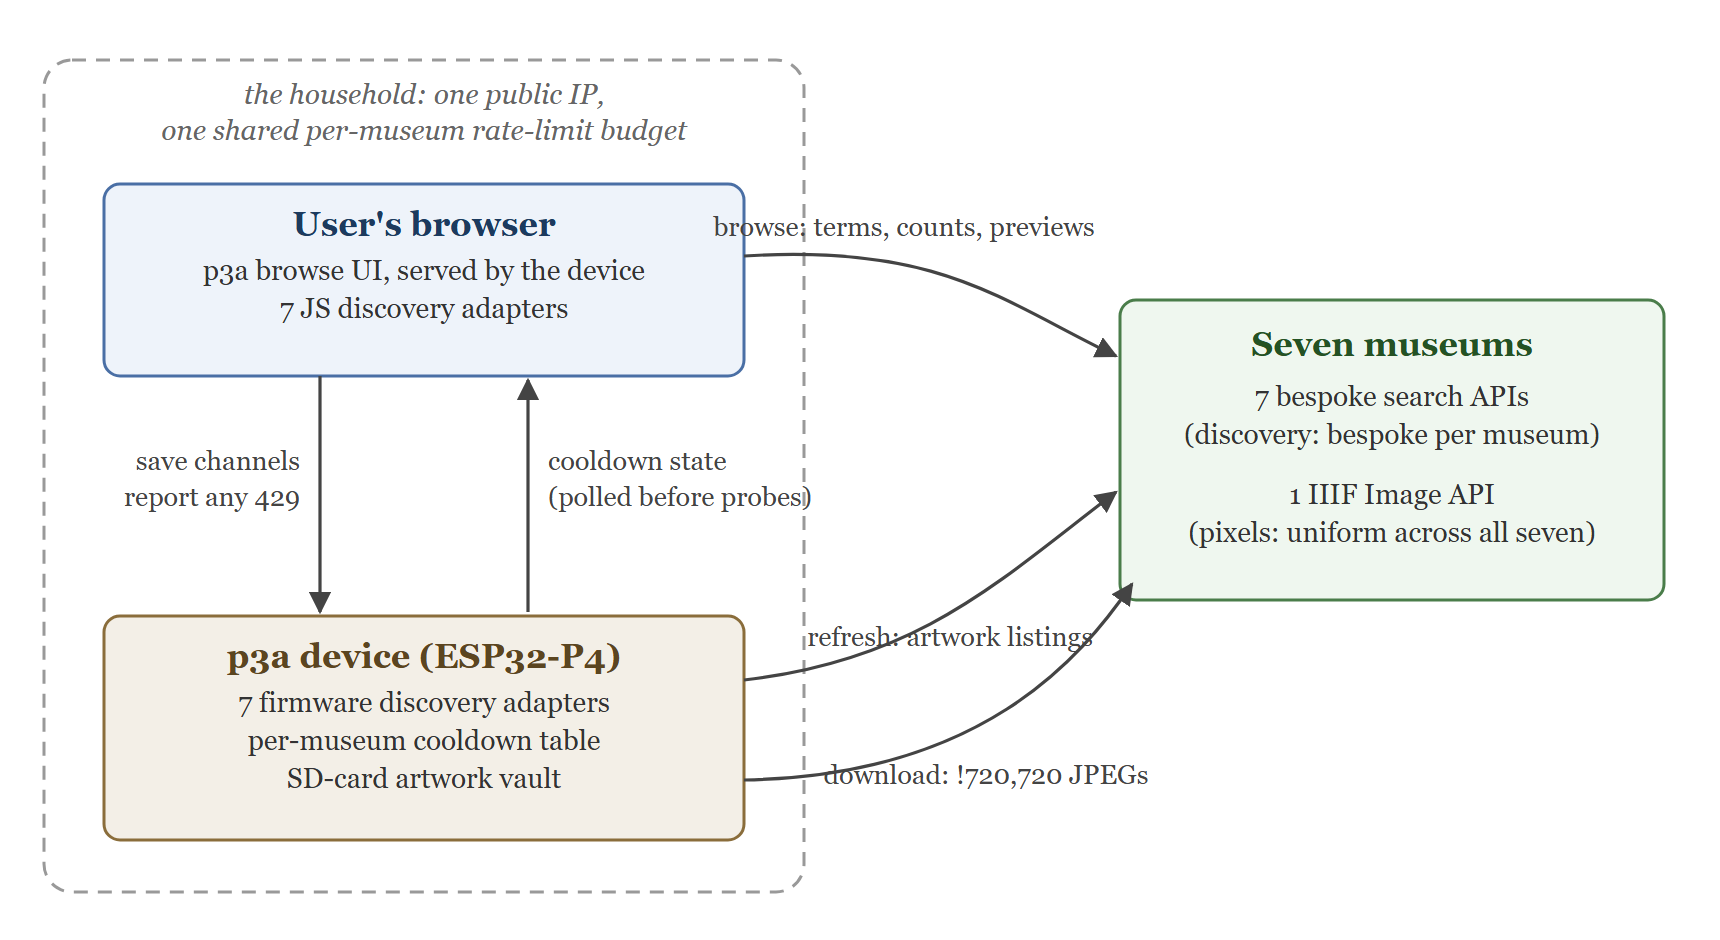 the household: one public IP,
one shared per-museum rate-limit budget
User's browser
p3a browse UI, served by the device
7 JS discovery adapters
browse: terms, counts, previews
Seven museums
7 bespoke search APIs
(discovery: bespoke per museum)
1 IIIF Image API
(pixels: uniform across all seven)
save channels
report any 429
cooldown state
(polled before probes)
p3a device (ESP32-P4)
7 firmware discovery adapters
per-museum cooldown table
SD-card artwork vault
refresh: artwork listings
download: !720,720 JPEGs